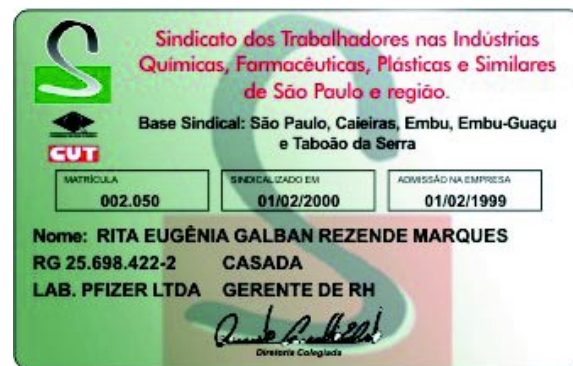 Sindicato dos Trabalhadores nas Indústrias
Químicas, Farmacêuticas, Plásticas e Similares
de São Paulo e região.
CUT
Base Sindical: São Paulo, Caieiras, Embu, Embu-Guaçu
e Taboão da Serra
MATRÍCULA
002.050
SINDICALIZADO EM
01/02/2000
ADMISSÃO NA EMPRESA
01/02/1999
Nome: RITA EUGÊNIA GALBAN REZENDE MARQUES
RG 25.698.422-2 CASADA
LAB. PFIZER LTDA GERENTE DE RH
Diretoria Colegiada